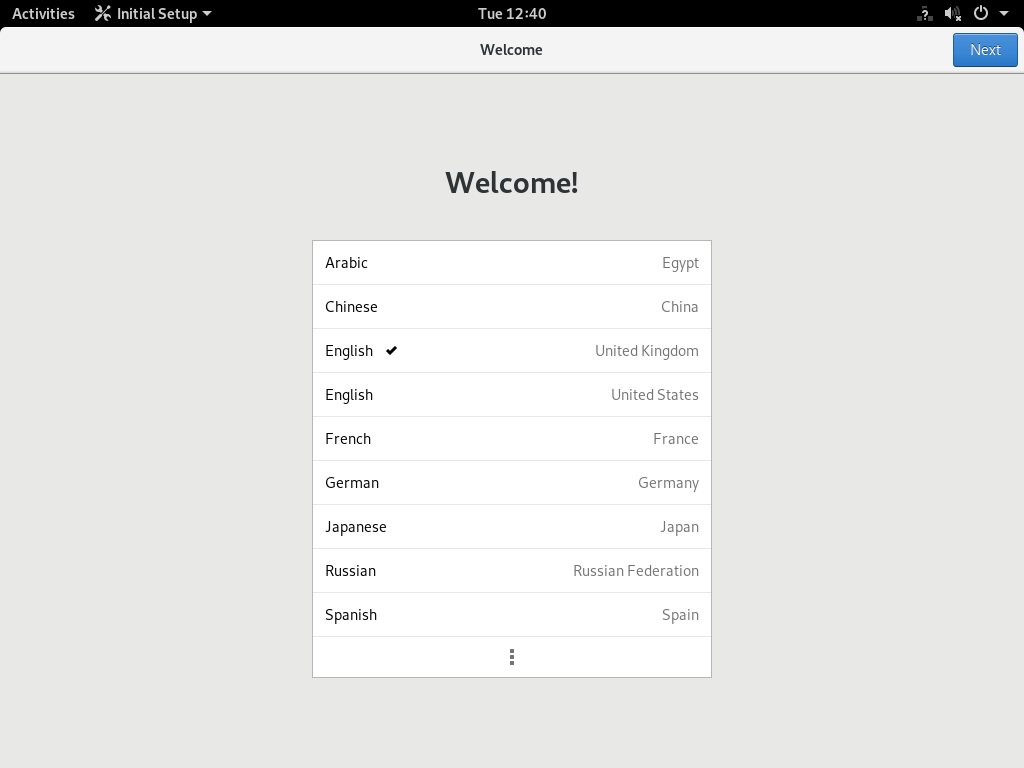 Activities Initial Setup Tue 12:40
Welcome Next
Welcome!
Arabic Egypt
Chinese China
English United Kingdom
English United States
French France
German Germany
Japanese Japan
Russian Russian Federation
Spanish Spain